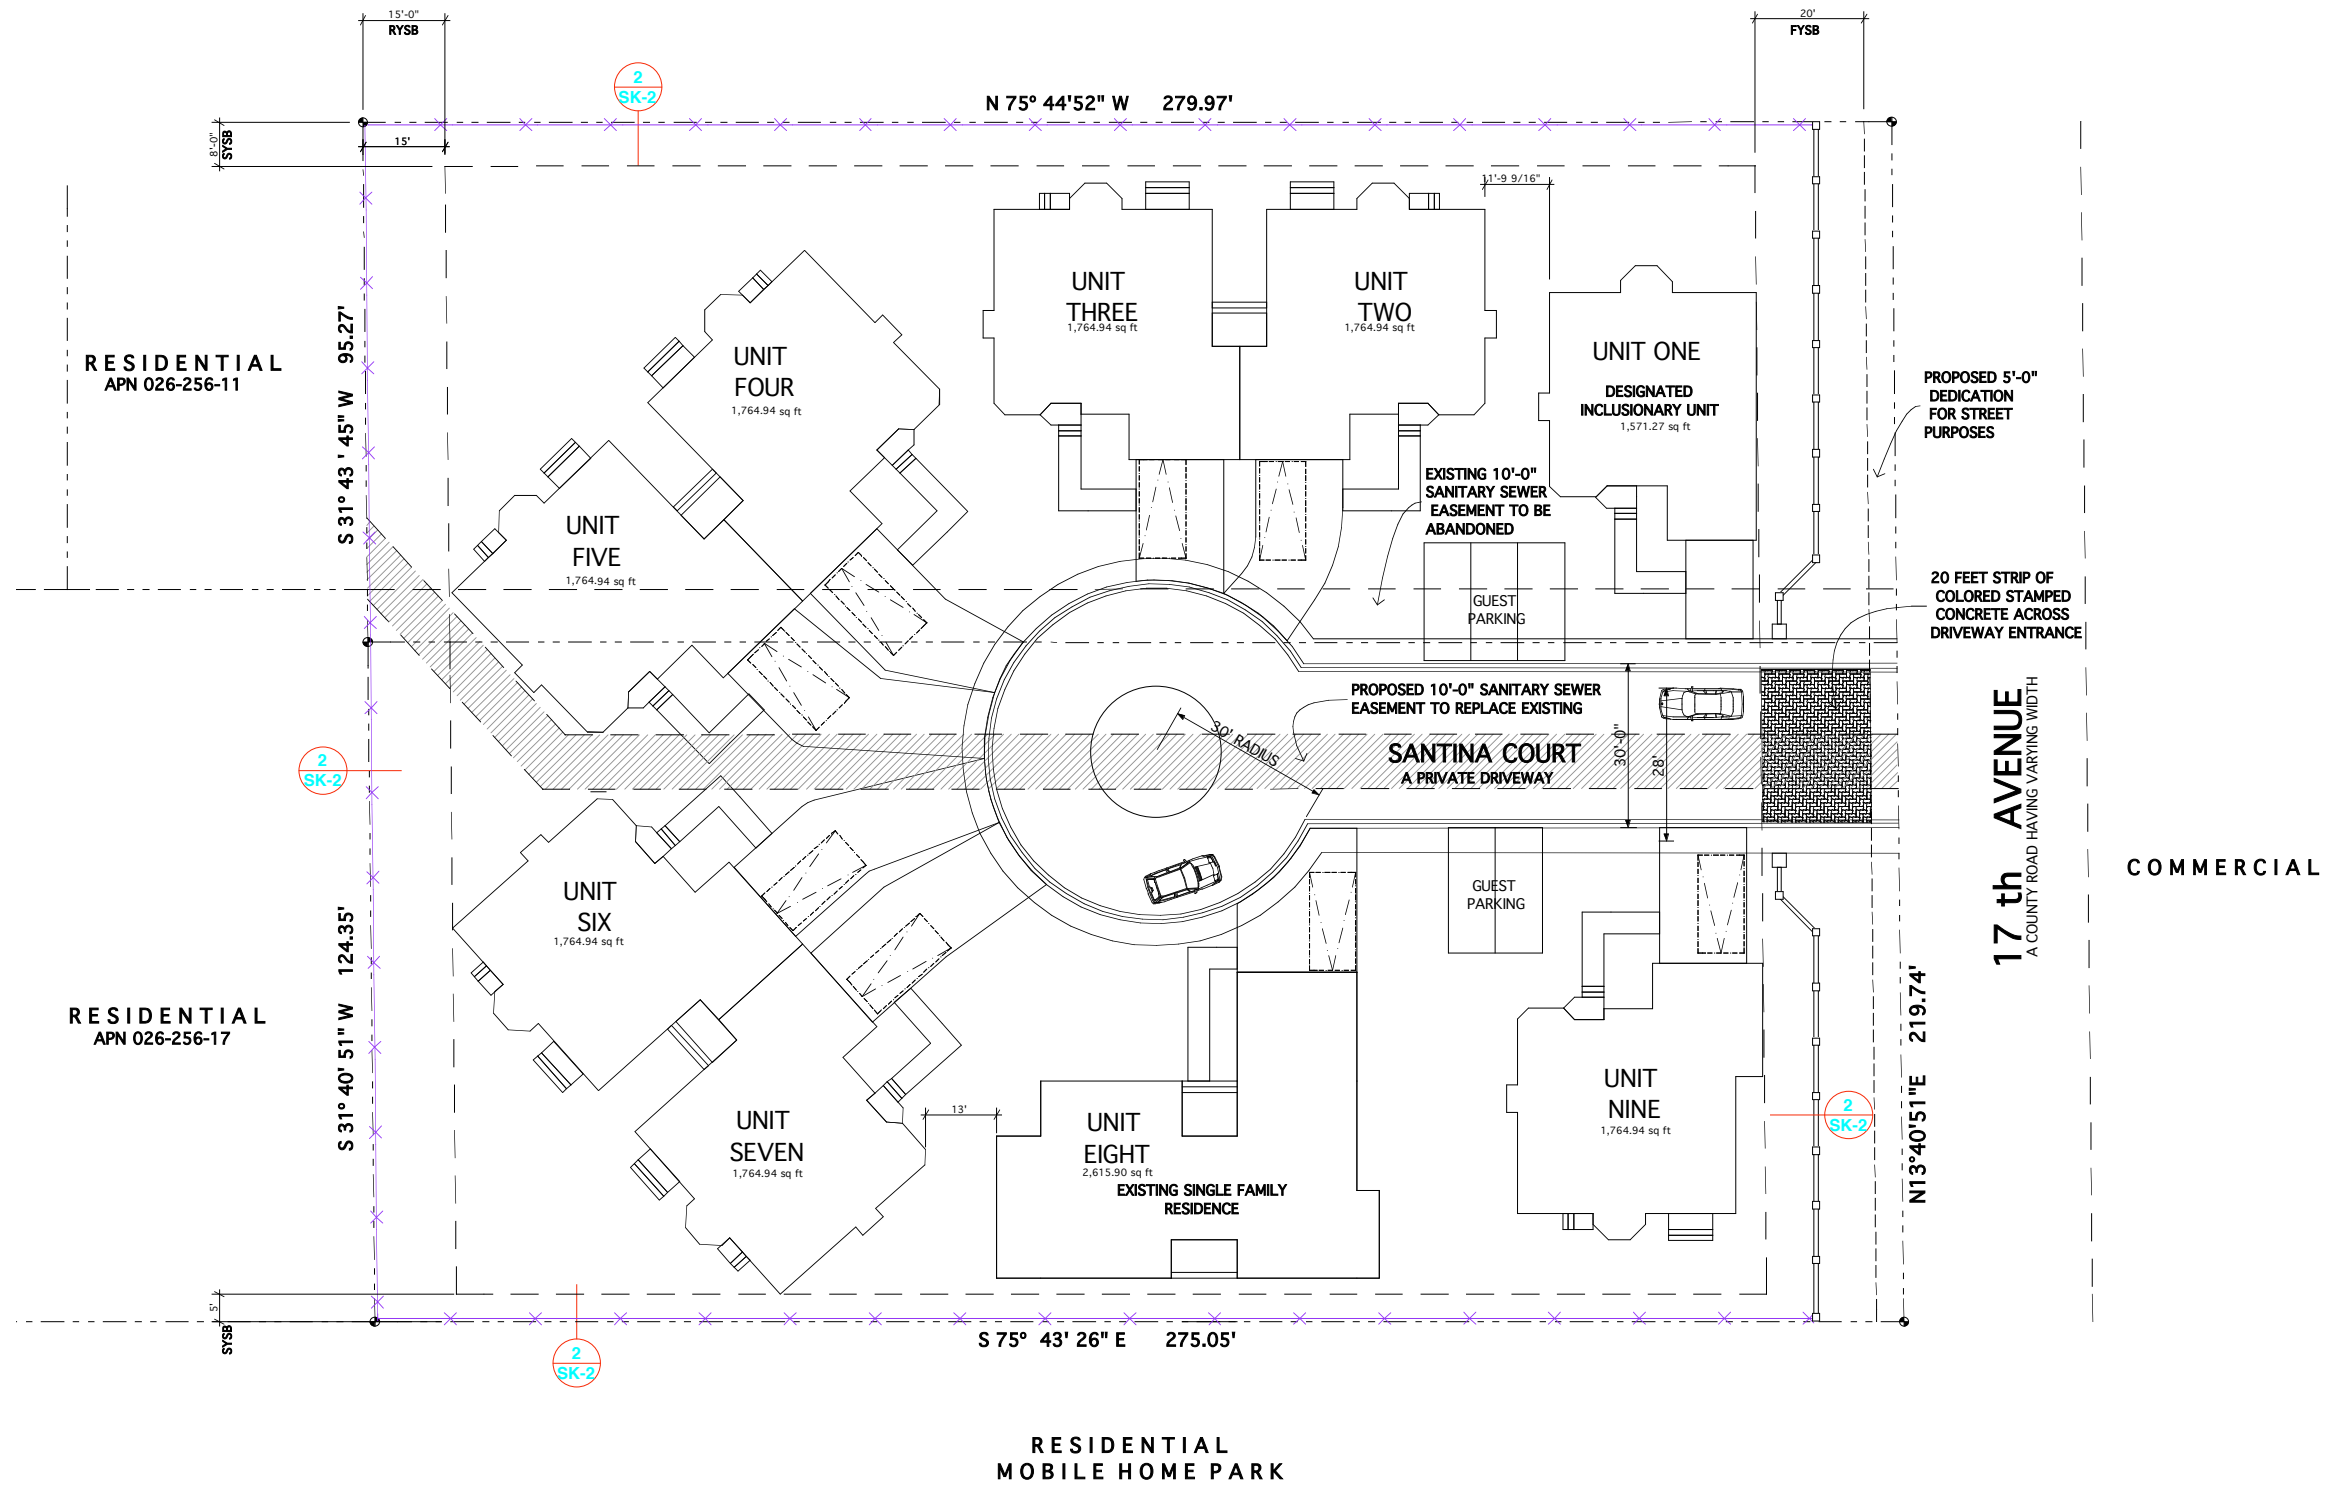 15'-0"
RYSB
20'
FYSB
2
SK-2
N 75° 44'52" W 279.97'
8'-0"
SYSB
15'
11'-9 9/16"
UNIT
THREE
1,764.94 sq ft
UNIT
TWO
1,764.94 sq ft
UNIT ONE
DESIGNATED
INCLUSIONARY UNIT
1,571.27 sq ft
UNIT
FOUR
1,764.94 sq ft
RESIDENTIAL
APN 026-256-11
S 31° 43 ' 45" W 95.27'
PROPOSED 5'-0"
DEDICATION
FOR STREET
PURPOSES
EXISTING 10'-0"
SANITARY SEWER
EASEMENT TO BE
ABANDONED
UNIT
FIVE
1,764.94 sq ft
GUEST
PARKING
20 FEET STRIP OF
COLORED STAMPED
CONCRETE ACROSS
DRIVEWAY ENTRANCE
PROPOSED 10'-0" SANITARY SEWER
EASEMENT TO REPLACE EXISTING
30' RADIUS
SANTINA COURT
A PRIVATE DRIVEWAY
30'-0"
28'
2
SK-2
17 th AVENUE
A COUNTY ROAD HAVING VARYING WIDTH
COMMERCIAL
UNIT
SIX
1,764.94 sq ft
GUEST
PARKING
S 31° 40' 51" W 124.35'
RESIDENTIAL
APN 026-256-17
N13°40'51"E 219.74'
UNIT
SEVEN
1,764.94 sq ft
13'
UNIT
EIGHT
2,615.90 sq ft
EXISTING SINGLE FAMILY
RESIDENCE
UNIT
NINE
1,764.94 sq ft
2
SK-2
5'
SYSB
S 75° 43' 26" E 275.05'
2
SK-2
RESIDENTIAL
MOBILE HOME PARK